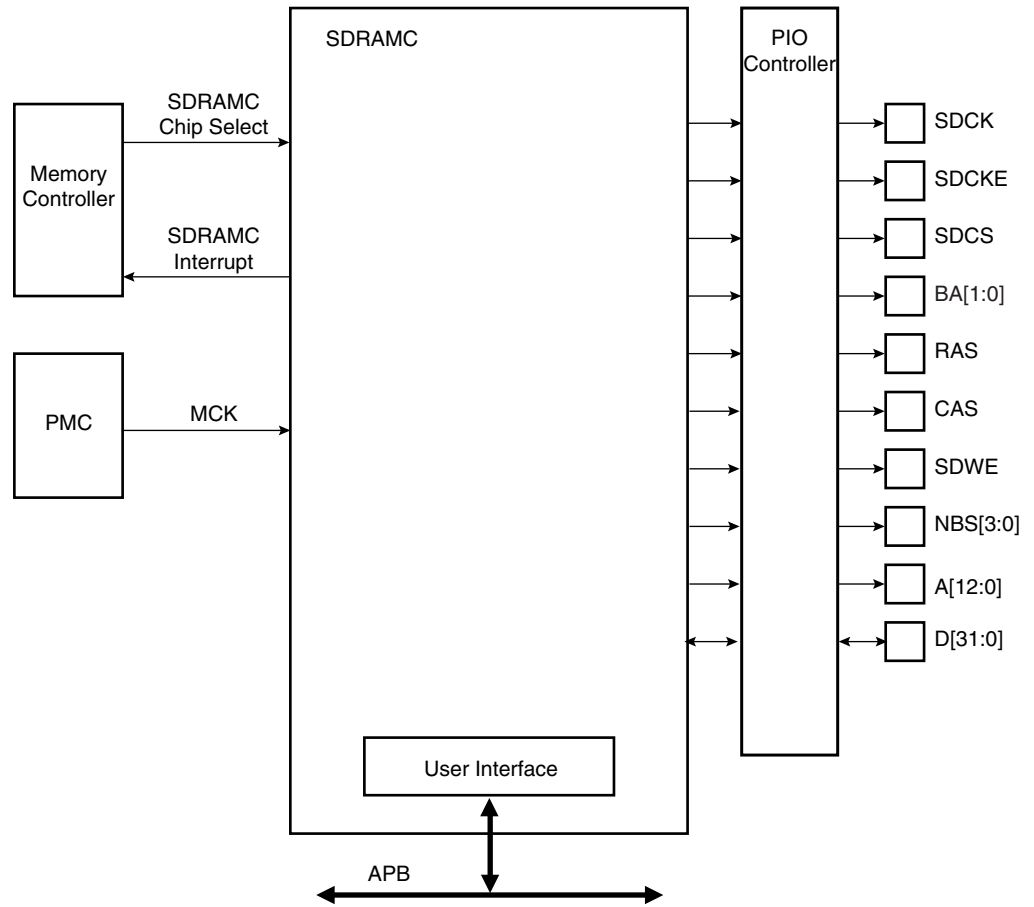 SDRAMC
PIO
Controller
SDRAMC
Chip Select
Memory
Controller
SDRAMC
Interrupt
PMC
MCK
SDCK
SDCKE
SDCS
BA[1:0]
RAS
CAS
SDWE
NBS[3:0]
A[12:0]
D[31:0]
User Interface
APB